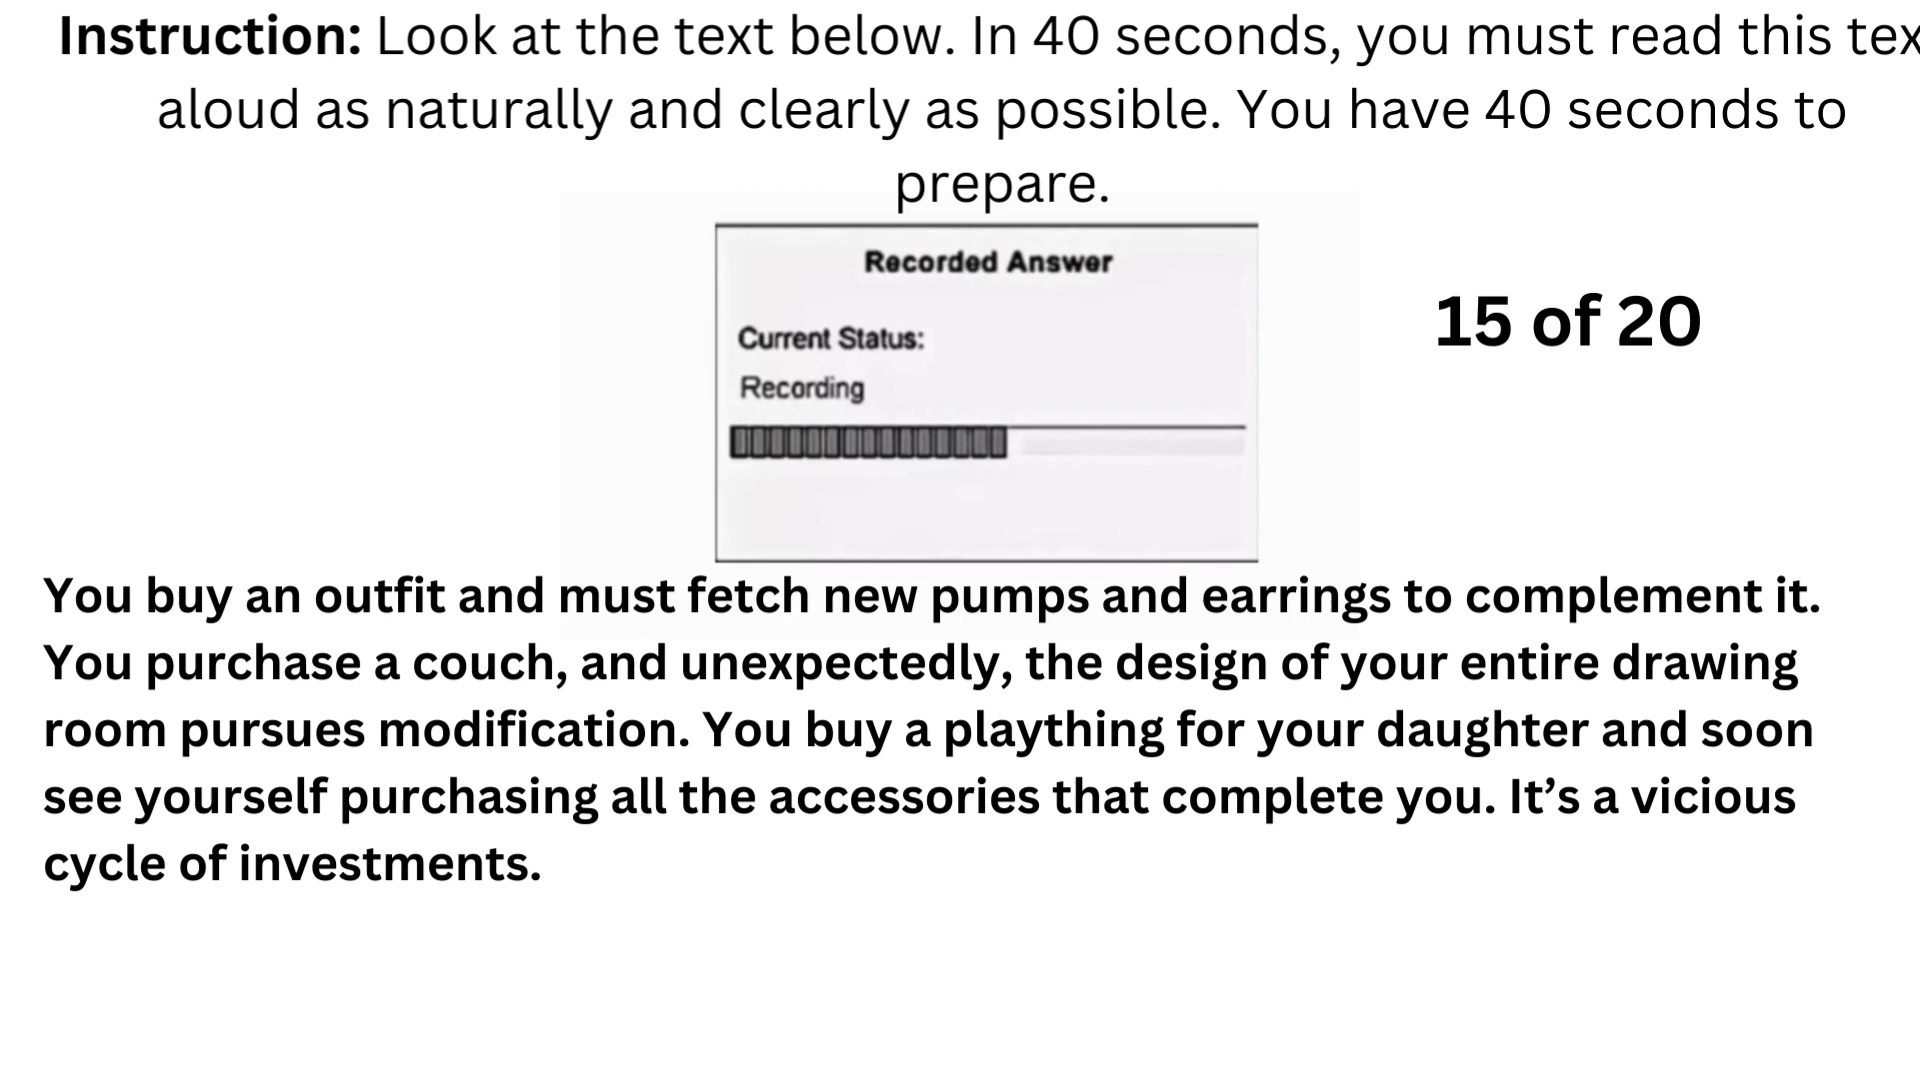 Instruction: Look at the text below. In 40 seconds, you must read this tex
aloud as naturally and clearly as possible. You have 40 seconds to
prepare.
Recorded Answer
Current Status:
Recording
15 of 20
You buy an outfit and must fetch new pumps and earrings to complement it.
You purchase a couch, and unexpectedly, the design of your entire drawing
room pursues modification. You buy a plaything for your daughter and soon
see yourself purchasing all the accessories that complete you. It’s a vicious
cycle of investments.